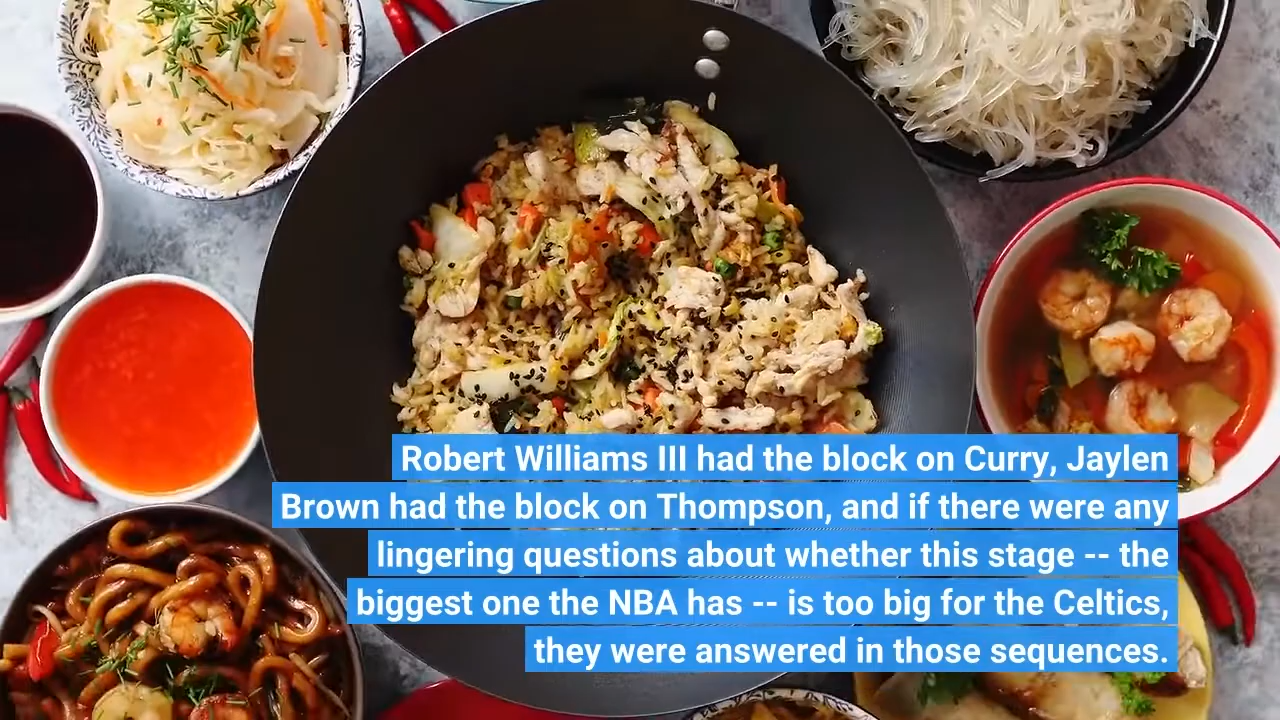 Robert Williams III had the block on Curry, Jaylen
Brown had the block on Thompson, and if there were any
lingering questions about whether this stage -- the
biggest one the NBA has -- is too big for the Celtics,
they were answered in those sequences.